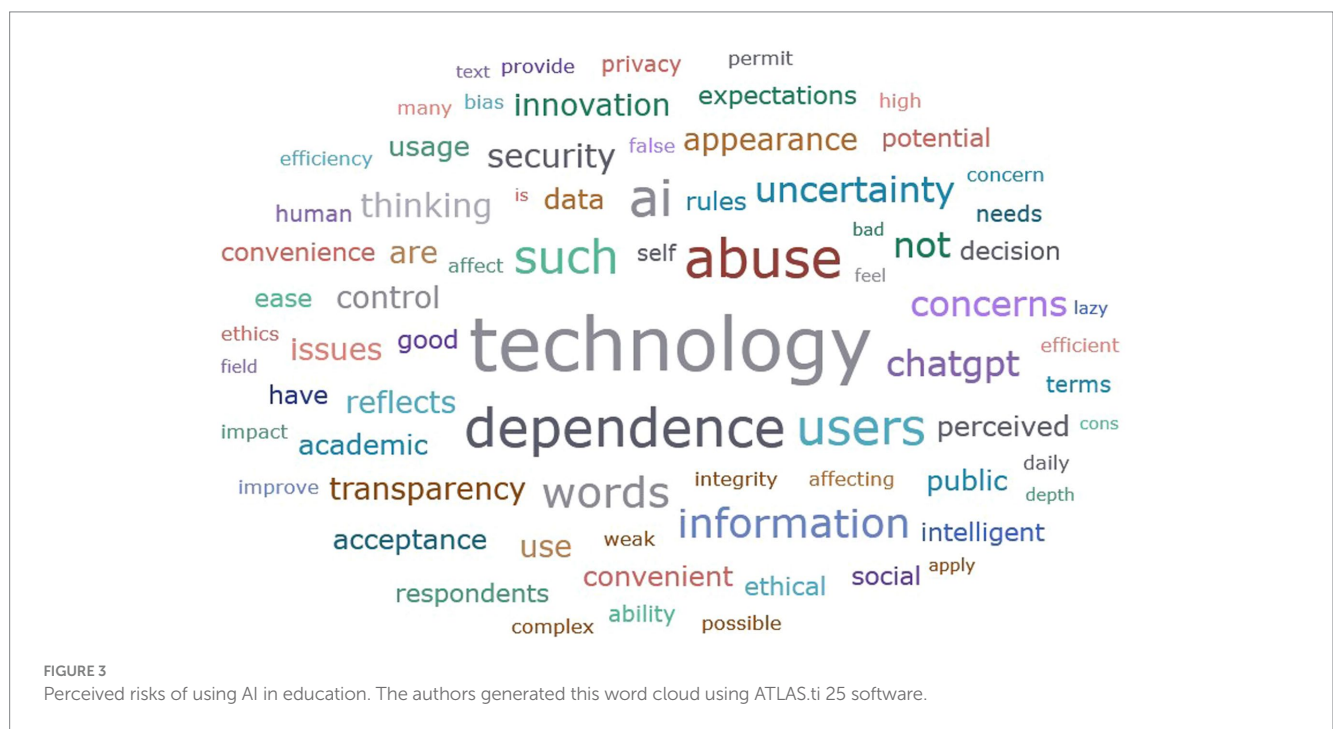 text provide privacy permit
many bias innovation expectations high
efficiency usage security false appearance potential
human thinking is data ai rules uncertainty concern
needs
convenience are affect such self abuse bad not decision
feel
ease control concerns lazy
ethics issues good technology chatgpt efficient
field
have reflects terms
impact academic dependence users perceived cons
daily
improve transparency words integrity affecting public depth
acceptance use weak information intelligent
respondents convenient ethical social apply
complex ability possible
FIGURE 3
Perceived risks of using AI in education. The authors generated this word cloud using ATLAS.ti 25 software.